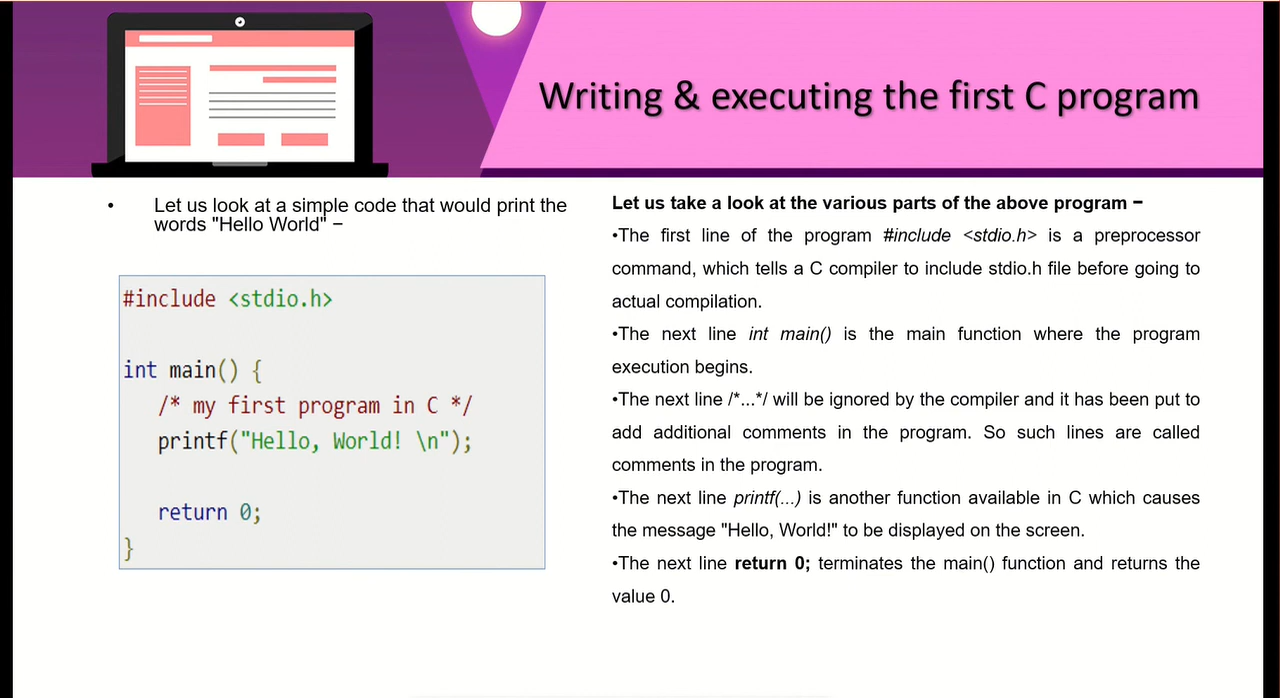 Writing & executing the first C program
• Let us look at a simple code that would print the
words "Hello World" −
#include <stdio.h>
int main() {
/* my first program in C */
printf("Hello, World! \n");
return 0;
}
Let us take a look at the various parts of the above program −
•The first line of the program #include <stdio.h> is a preprocessor
command, which tells a C compiler to include stdio.h file before going to
actual compilation.
•The next line int main() is the main function where the program
execution begins.
•The next line /*...*/ will be ignored by the compiler and it has been put to
add additional comments in the program. So such lines are called
comments in the program.
•The next line printf(...) is another function available in C which causes
the message "Hello, World!" to be displayed on the screen.
•The next line return 0; terminates the main() function and returns the
value 0.